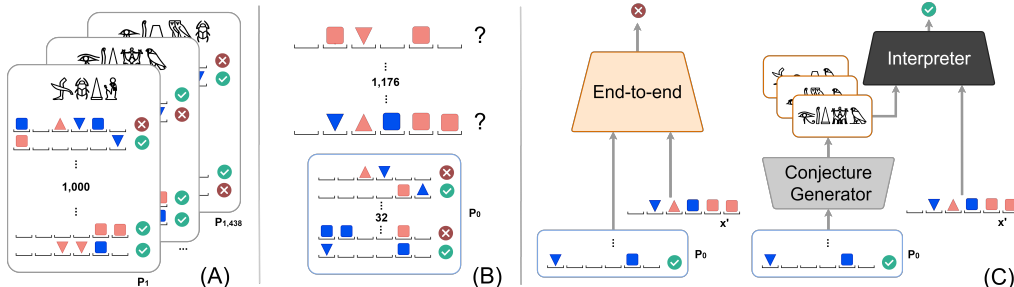 1,000
P1
...
P1,438
(A)
?
1,176
?
32
P0
(B)
End-to-end
x'
P0
Interpreter
Conjecture
Generator
x'
P0
(C)